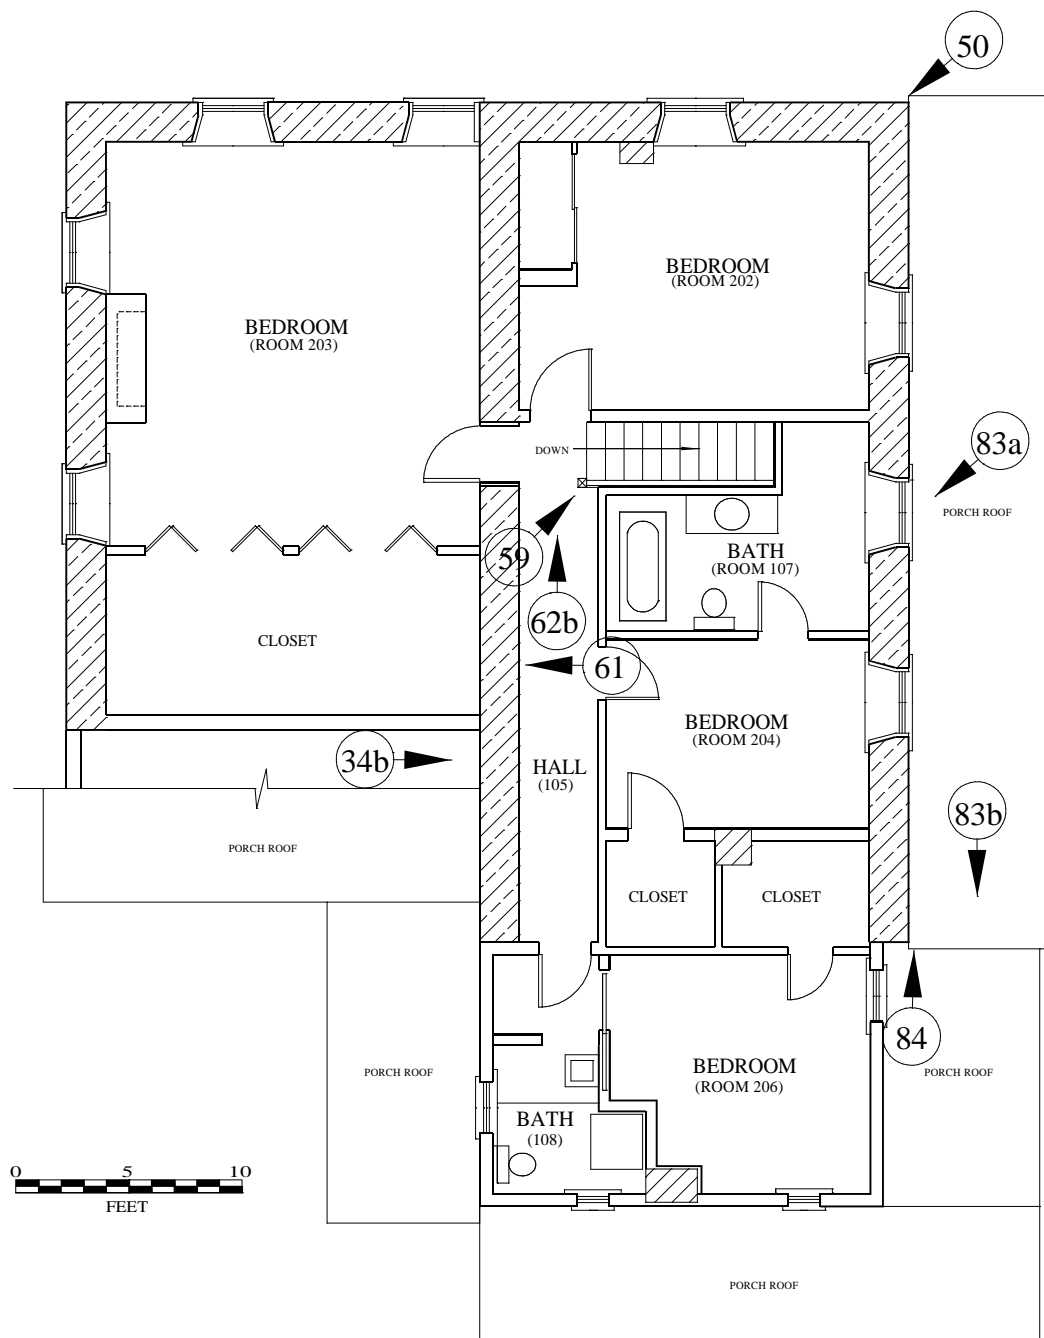 50
BEDROOM
(ROOM 202)
BEDROOM
(ROOM 203)
DOWN
83a
PORCH ROOF
59
BATH
(ROOM 107)
62b
CLOSET
61
BEDROOM
(ROOM 204)
34b
HALL
(105)
83b
PORCH ROOF
CLOSET
CLOSET
84
PORCH ROOF
BEDROOM
(ROOM 206)
PORCH ROOF
BATH
(108)
0 5 10
FEET
PORCH ROOF